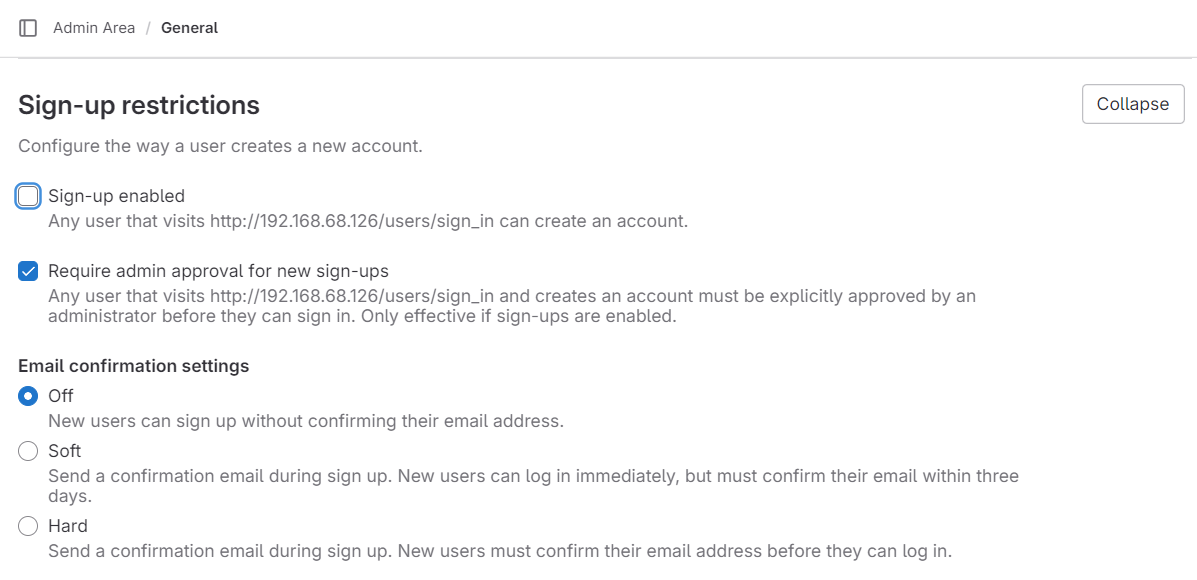 Admin Area / General
Sign-up restrictions
Collapse
Configure the way a user creates a new account.
Sign-up enabled
Any user that visits http://192.168.68.126/users/sign_in can create an account.
Require admin approval for new sign-ups
Any user that visits http://192.168.68.126/users/sign_in and creates an account must be explicitly approved by an
administrator before they can sign in. Only effective if sign-ups are enabled.
Email confirmation settings
Off
New users can sign up without confirming their email address.
Soft
Send a confirmation email during sign up. New users can log in immediately, but must confirm their email within three
days.
Hard
Send a confirmation email during sign up. New users must confirm their email address before they can log in.